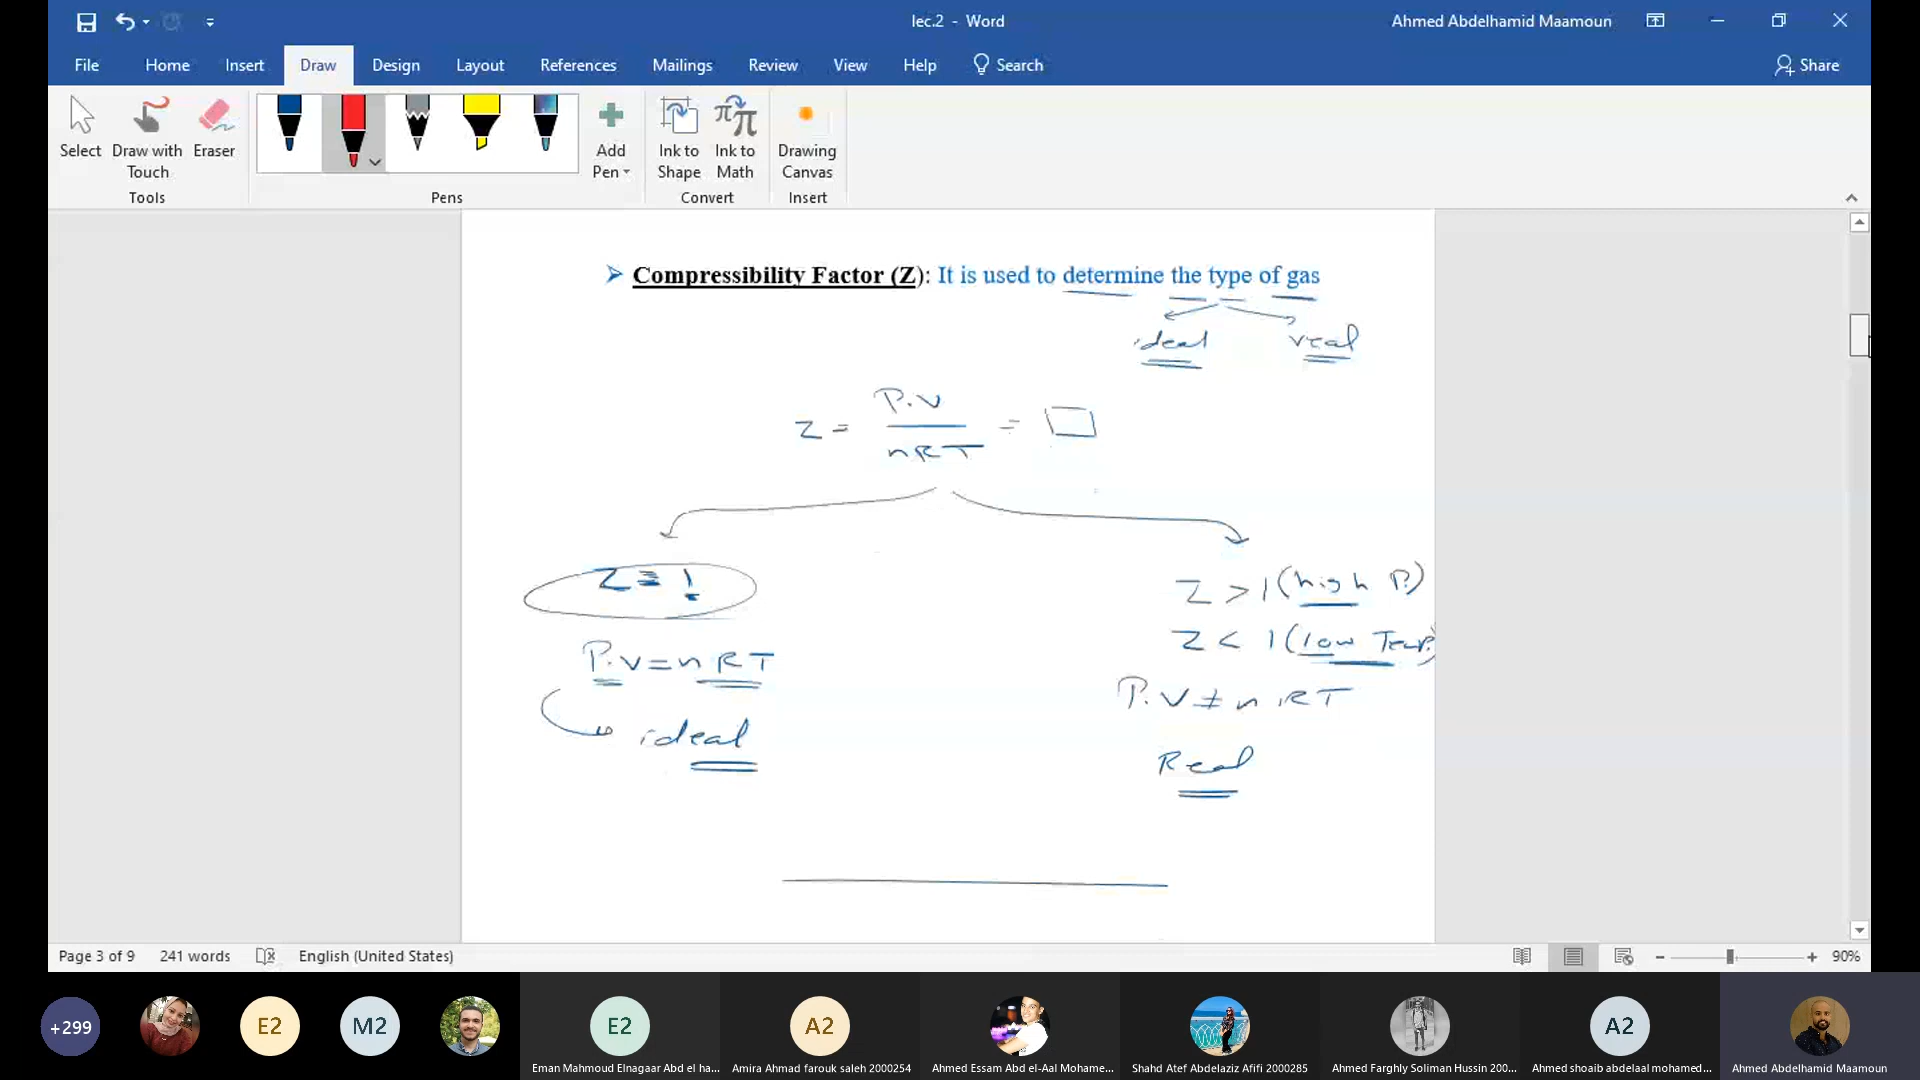 lec.2 - Word
Ahmed Abdelhamid Maamoun
File Home Insert Draw Design Layout References Mailings Review View Help Search Share
Select
Draw with Touch
Eraser
Tools
Pens
Add Pen
Ink to Shape
Ink to Math
Convert
Drawing Canvas
Insert
➤ Compressibility Factor (Z): It is used to determine the type of gas
ideal real
Z = P.V / nRT = □
Z = 1
Z > 1 (high P.)
Z < 1 (low Temp.)
P.V = nRT
P.V ≠ nRT
ideal
Real
Page 3 of 9 241 words English (United States) 90%
+299 E2 M2 E2 A2 A2
Eman Mahmoud Elnagaar Abd el ha...
Amira Ahmad farouk saleh 2000254
Ahmed Essam Abd el-Aal Mohame...
Shahd Atef Abdelaziz Afifi 2000285
Ahmed Farghly Soliman Hussin 200...
Ahmed shoaib abdelaal mohamed...
Ahmed Abdelhamid Maamoun